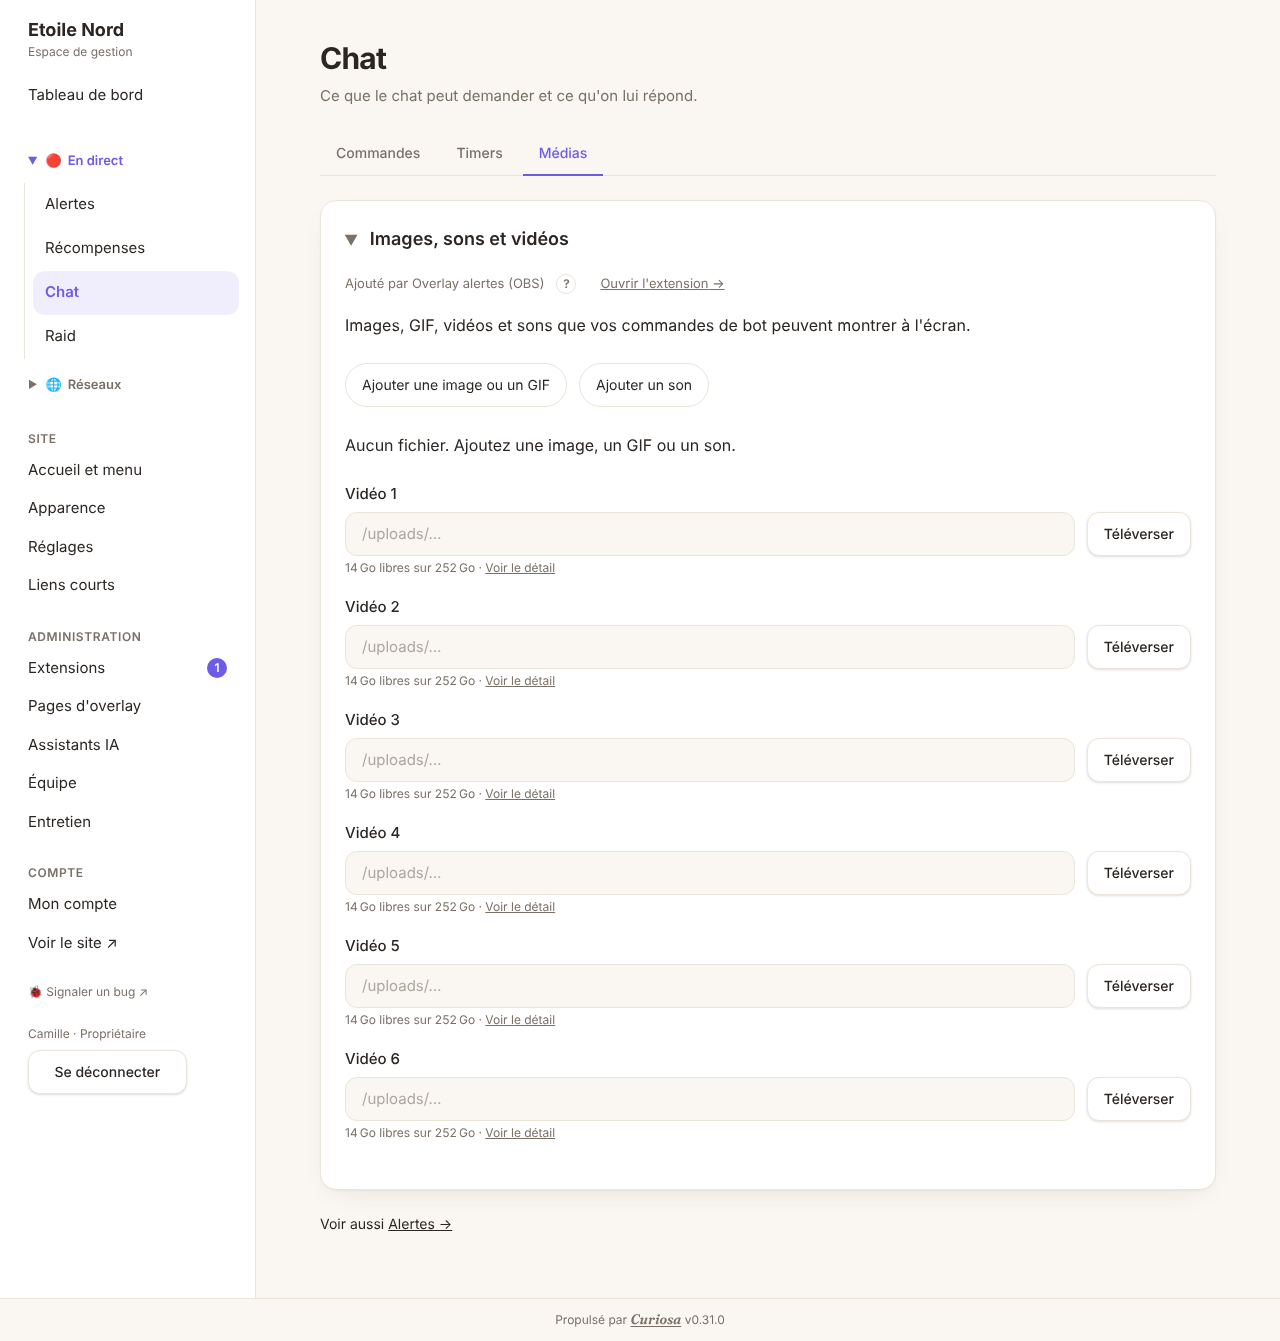 Etoile Nord
Espace de gestion
Tableau de bord
▼ 🔴 En direct
Alertes
Récompenses
Chat
Raid
▶ 🌐 Réseaux
SITE
Accueil et menu
Apparence
Réglages
Liens courts
ADMINISTRATION
Extensions 1
Pages d'overlay
Assistants IA
Équipe
Entretien
COMPTE
Mon compte
Voir le site ↗
🐞 Signaler un bug ↗
Camille · Propriétaire
Se déconnecter
Chat
Ce que le chat peut demander et ce qu'on lui répond.
Commandes Timers Médias
▼ Images, sons et vidéos
Ajouté par Overlay alertes (OBS) ? Ouvrir l'extension →
Images, GIF, vidéos et sons que vos commandes de bot peuvent montrer à l'écran.
Ajouter une image ou un GIF Ajouter un son
Aucun fichier. Ajoutez une image, un GIF ou un son.
Vidéo 1
/uploads/... Téléverser
14 Go libres sur 252 Go · Voir le détail
Vidéo 2
/uploads/... Téléverser
14 Go libres sur 252 Go · Voir le détail
Vidéo 3
/uploads/... Téléverser
14 Go libres sur 252 Go · Voir le détail
Vidéo 4
/uploads/... Téléverser
14 Go libres sur 252 Go · Voir le détail
Vidéo 5
/uploads/... Téléverser
14 Go libres sur 252 Go · Voir le détail
Vidéo 6
/uploads/... Téléverser
14 Go libres sur 252 Go · Voir le détail
Voir aussi Alertes →
Propulsé par Curiosa v0.31.0